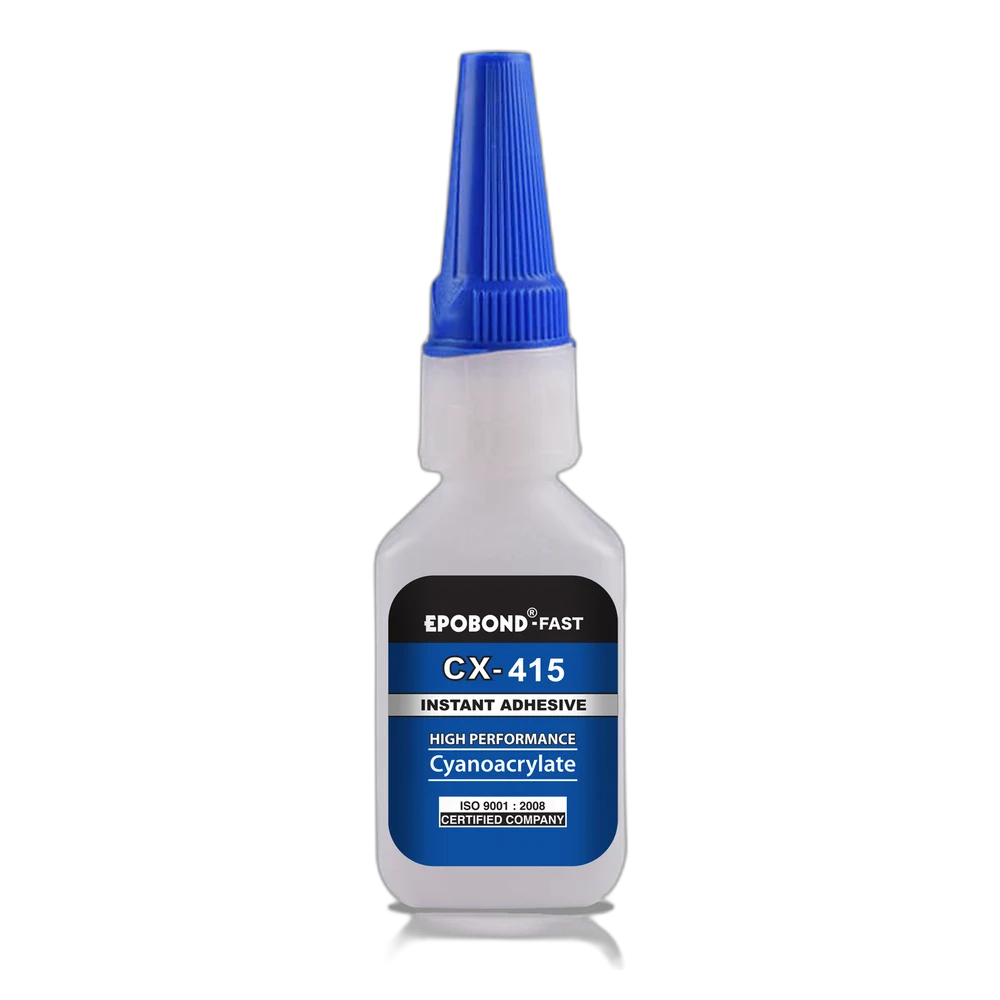 EPOBOND®-FAST
CX-415
INSTANT ADHESIVE
HIGH PERFORMANCE
Cyanoacrylate
ISO 9001 : 2008
CERTIFIED COMPANY